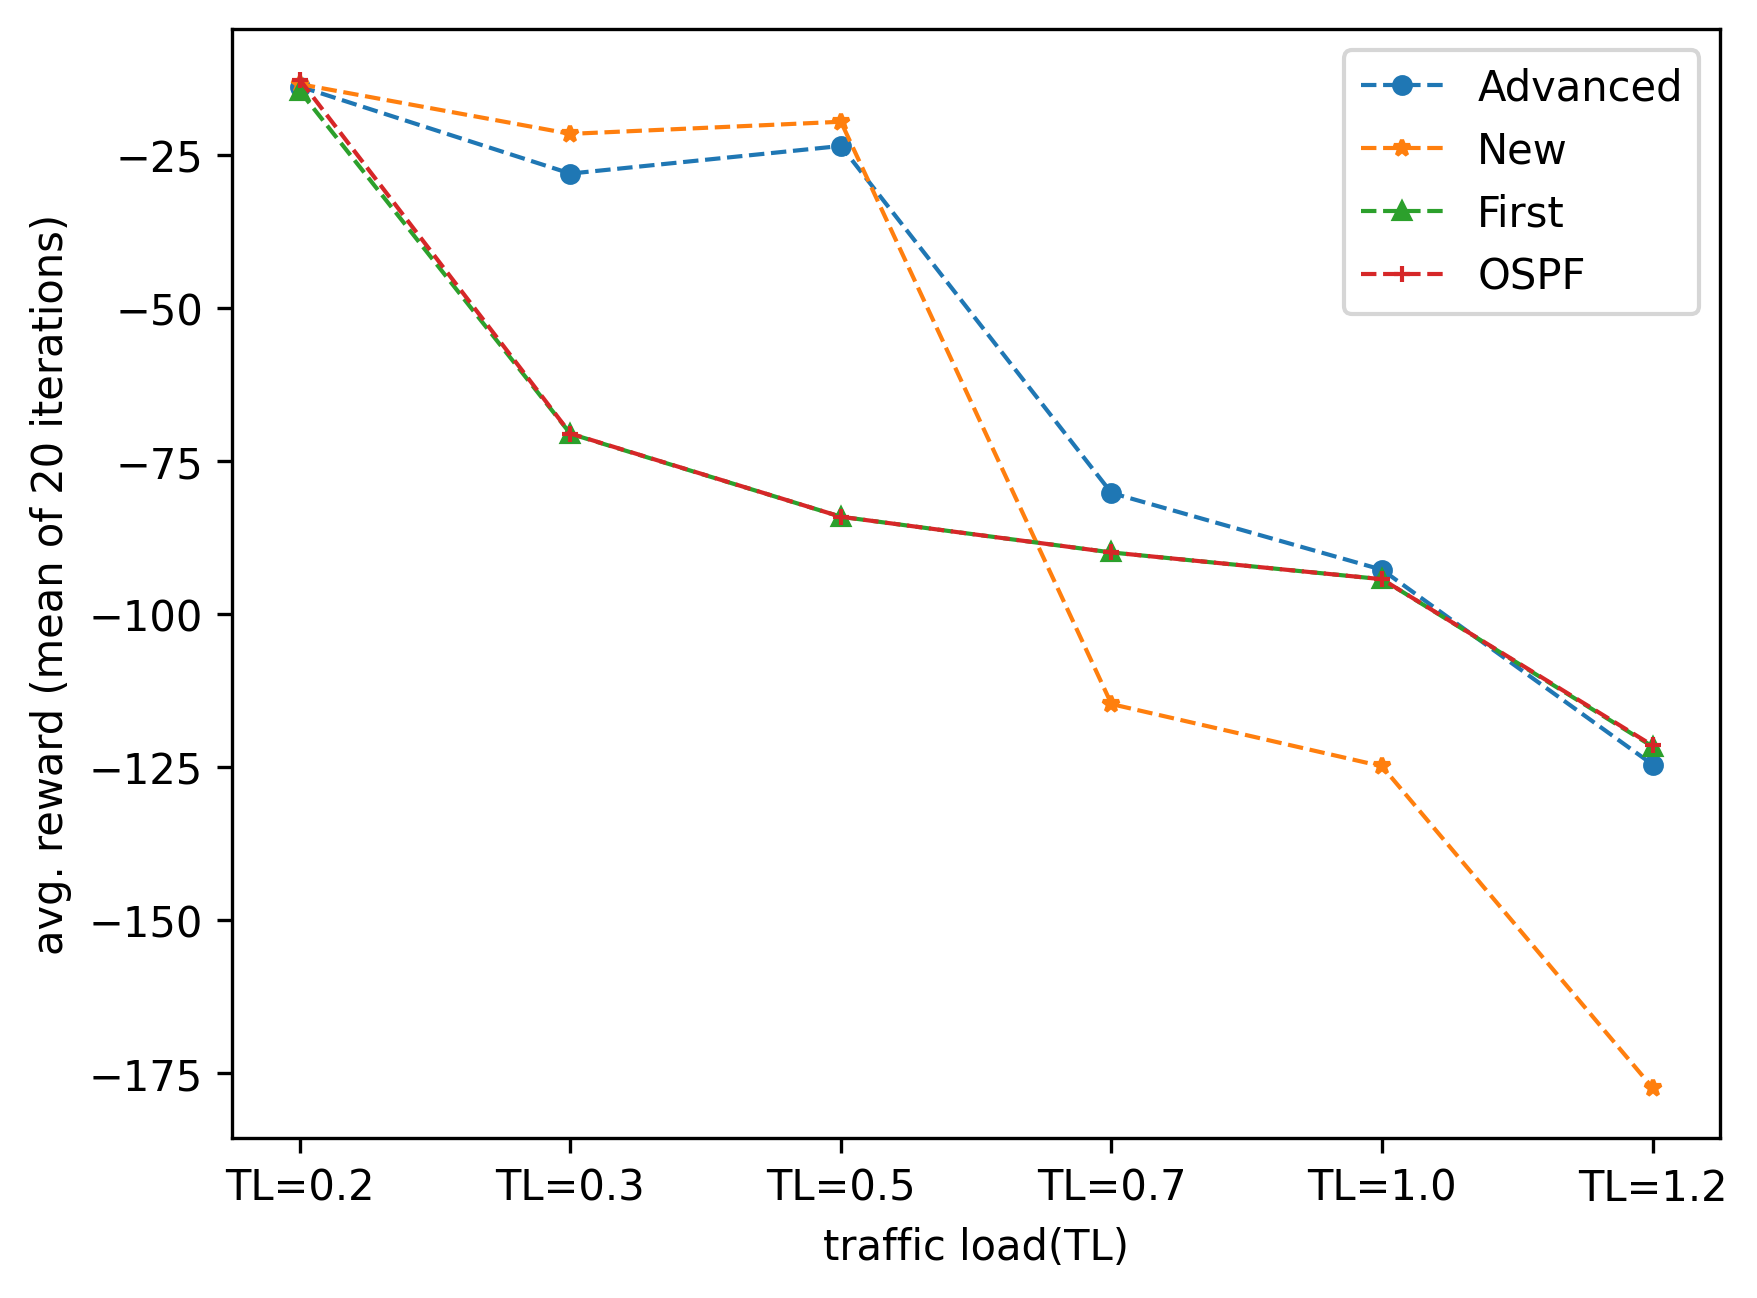 Advanced
New
First
OSPF
−25
−50
−75
−100
−125
−150
−175
avg. reward (mean of 20 iterations)
TL=0.2 TL=0.3 TL=0.5 TL=0.7 TL=1.0 TL=1.2
traffic load(TL)